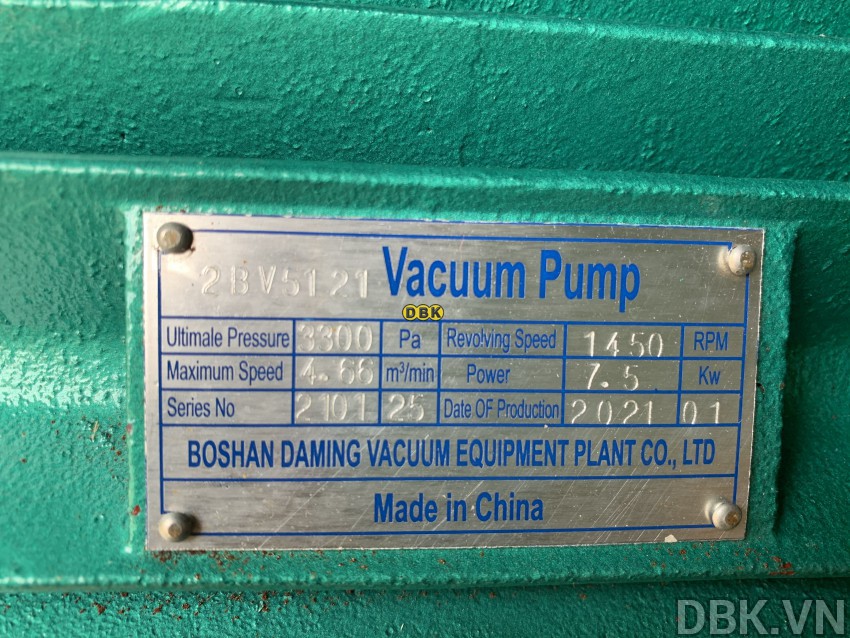 2BV5121 Vacuum Pump
DBK
Ultimale Pressure 3300 Pa Revolving Speed 1450 RPM
Maximum Speed 4.66 m³/min Power 7.5 Kw
Series No 2101 25 Date OF Production 2021 01
BOSHAN DAMING VACUUM EQUIPMENT PLANT CO., LTD
Made in China
DBK.VN